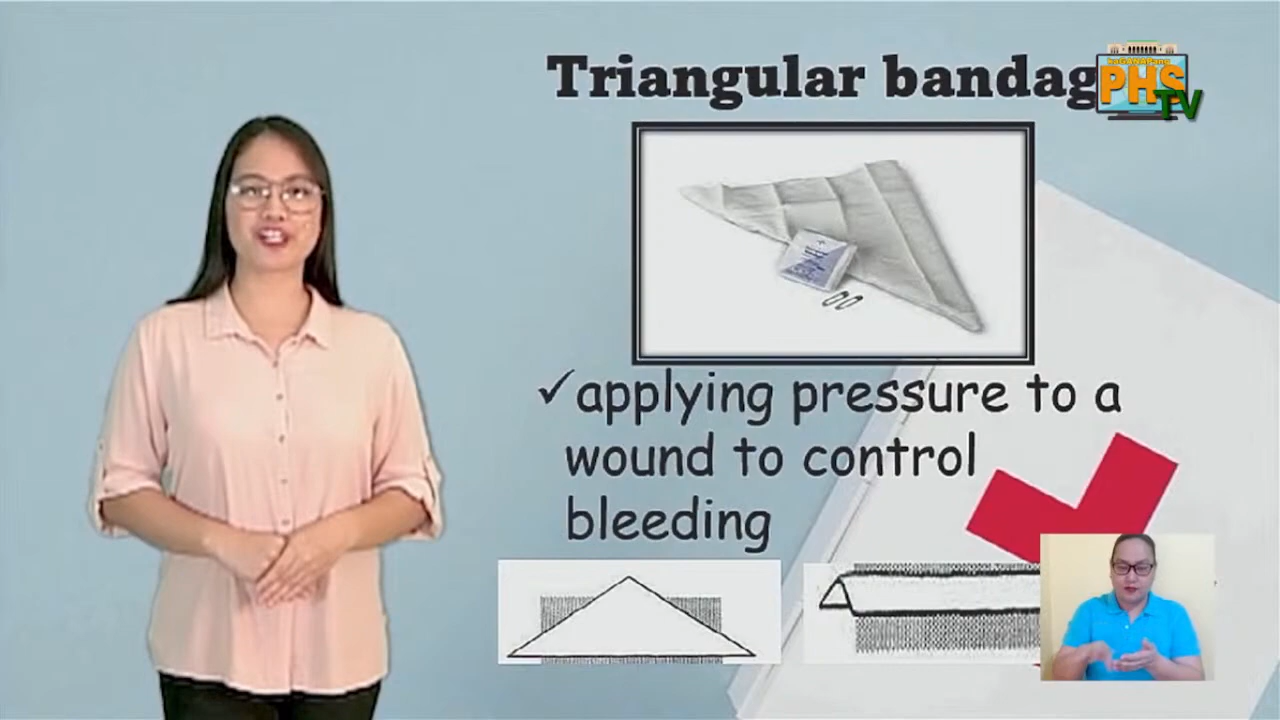 Triangular bandag
PHS
TV
✓applying pressure to a
wound to control
bleeding